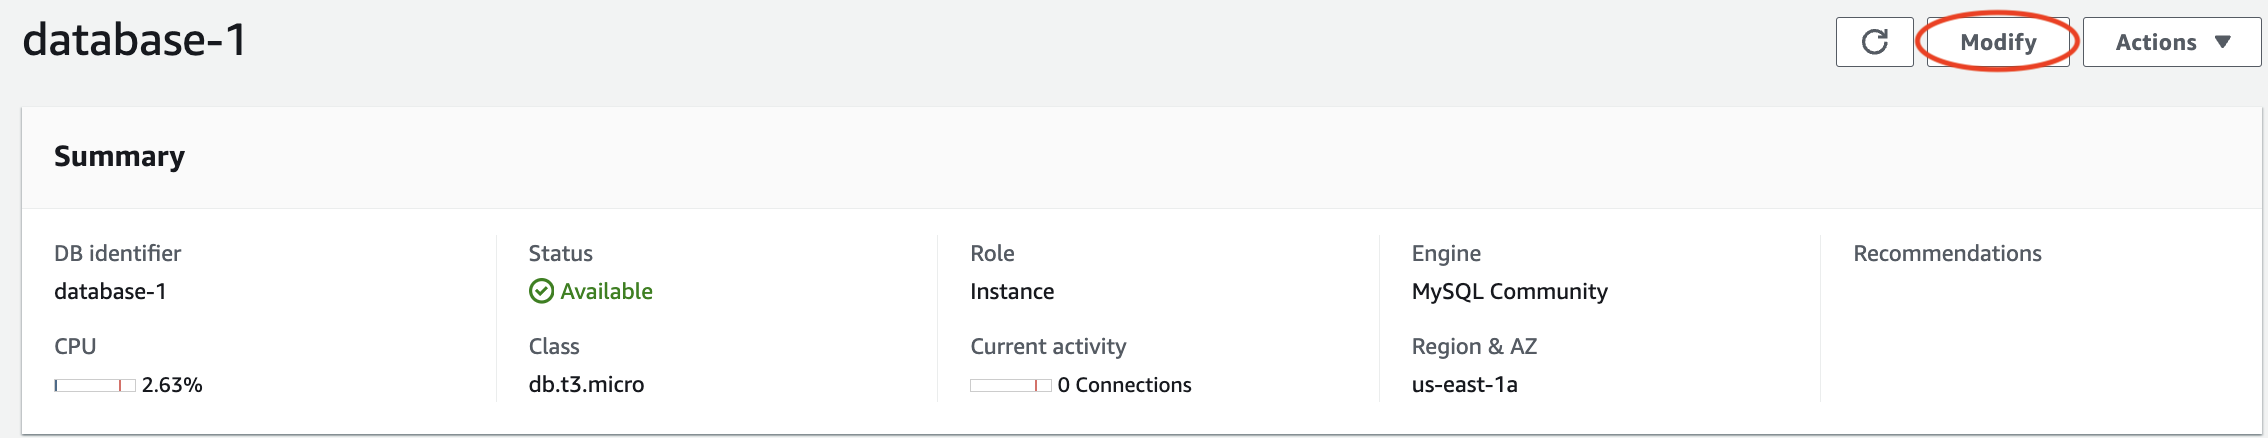 database-1
Modify
Actions
Summary
DB identifier
database-1
Status
Available
Role
Instance
Engine
MySQL Community
Recommendations
CPU
2.63%
Class
db.t3.micro
Current activity
0 Connections
Region & AZ
us-east-1a